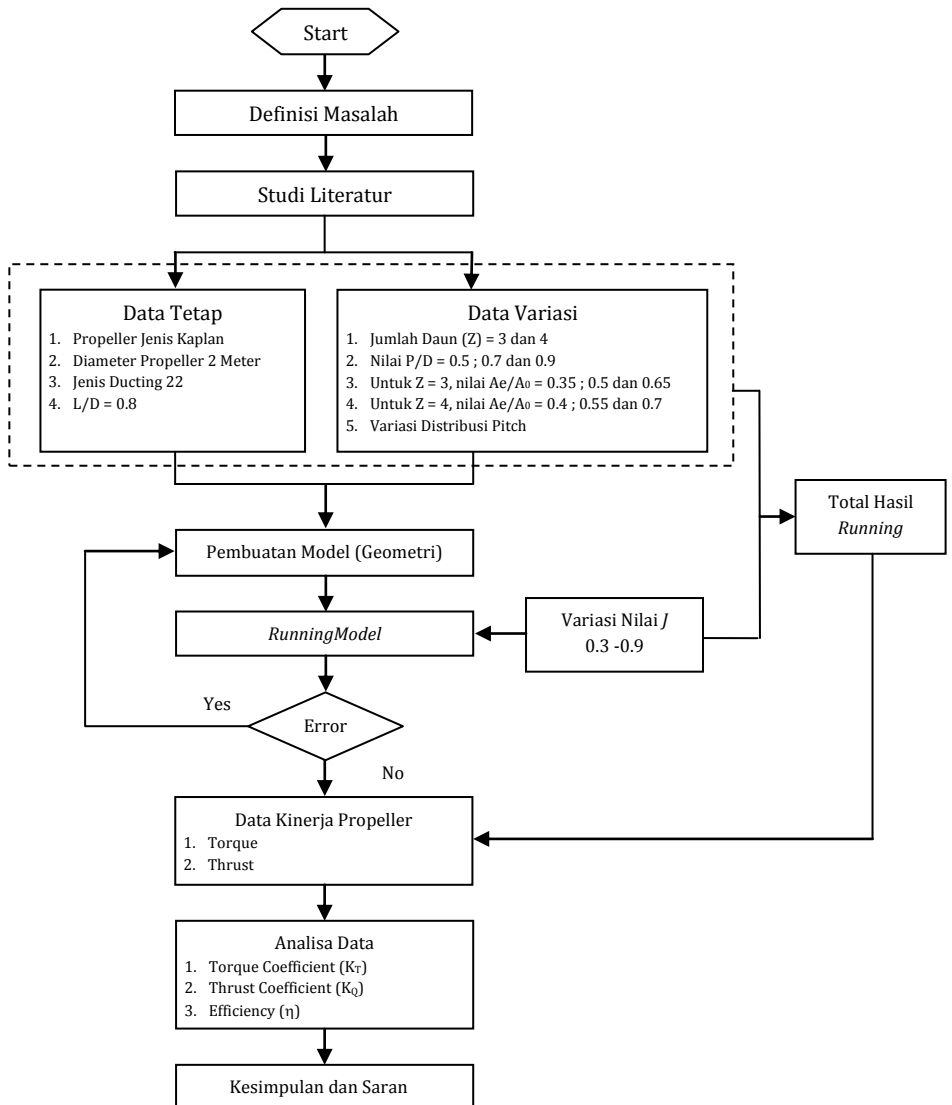 Start
Definisi Masalah
Studi Literatur
Data Tetap
1. Propeller Jenis Kaplan
2. Diameter Propeller 2 Meter
3. Jenis Ducting 22
4. L/D = 0.8
Data Variasi
1. Jumlah Daun (Z) = 3 dan 4
2. Nilai P/D = 0.5 ; 0.7 dan 0.9
3. Untuk Z = 3, nilai Ae/A0 = 0.35 ; 0.5 dan 0.65
4. Untuk Z = 4, nilai Ae/A0 = 0.4 ; 0.55 dan 0.7
5. Variasi Distribusi Pitch
Total Hasil
Running
Pembuatan Model (Geometri)
RunningModel
Variasi Nilai J
0.3 -0.9
Yes
Error
No
Data Kinerja Propeller
1. Torque
2. Thrust
Analisa Data
1. Torque Coefficient (KT)
2. Thrust Coefficient (KQ)
3. Efficiency (η)
Kesimpulan dan Saran